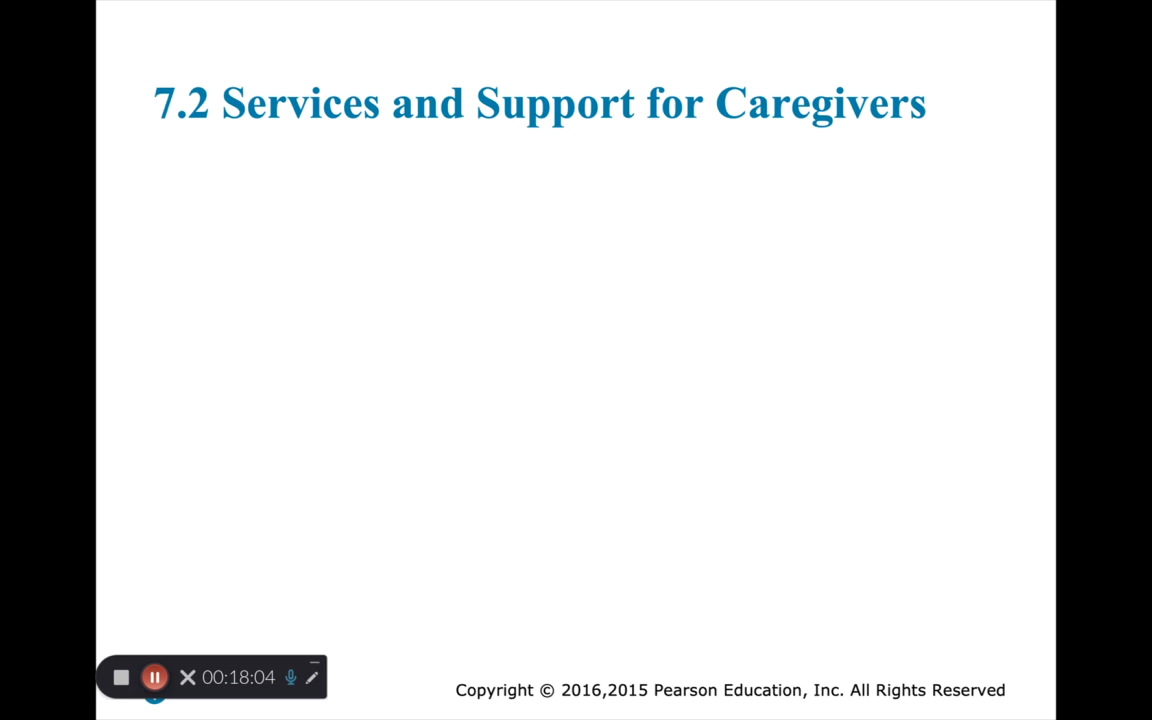 7.2 Services and Support for Caregivers
00:18:04
Copyright © 2016,2015 Pearson Education, Inc. All Rights Reserved